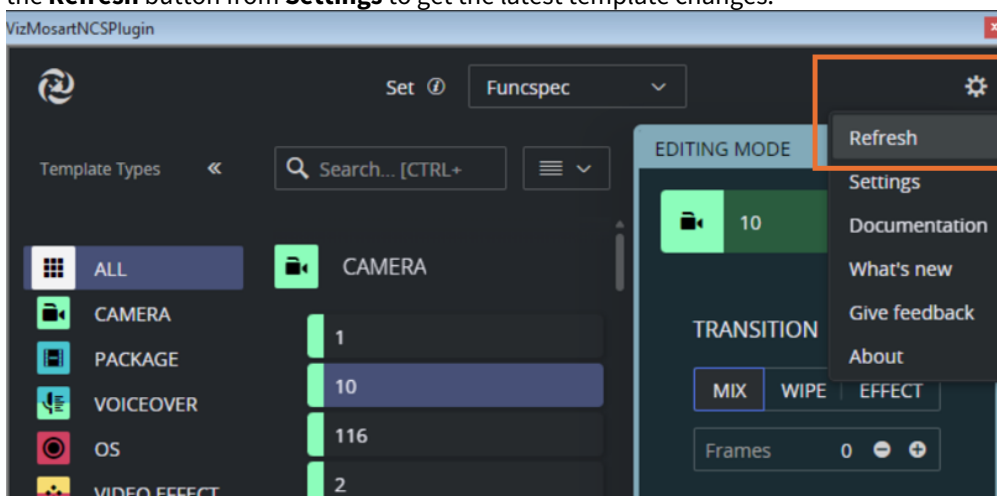 the Refresh button from Settings to get the latest template changes.
VizMosartNCSPlugin
Set Funcspec
Template Types
Search... [CTRL+
EDITING MODE
Refresh
Settings
Documentation
What's new
Give feedback
About
10
ALL
CAMERA
PACKAGE
VOICEOVER
OS
VIDEO EFFECT
CAMERA
1
10
116
2
TRANSITION
MIX WIPE EFFECT
Frames 0